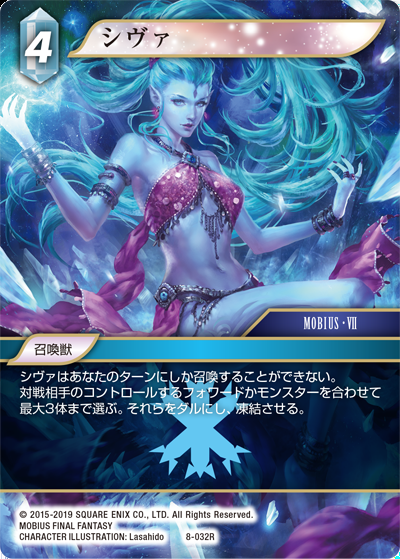 4
シヴァ
MOBIUS・VII
召喚獣
シヴァはあなたのターンにしか召喚することができない。
対戦相手のコントロールするフォワードかモンスターを合わせて
最大3体まで選ぶ。それらをダルにし、凍結させる。
© 2015-2019 SQUARE ENIX CO., LTD. All Rights Reserved.
MOBIUS FINAL FANTASY
CHARACTER ILLUSTRATION: Lasahido 8-032R